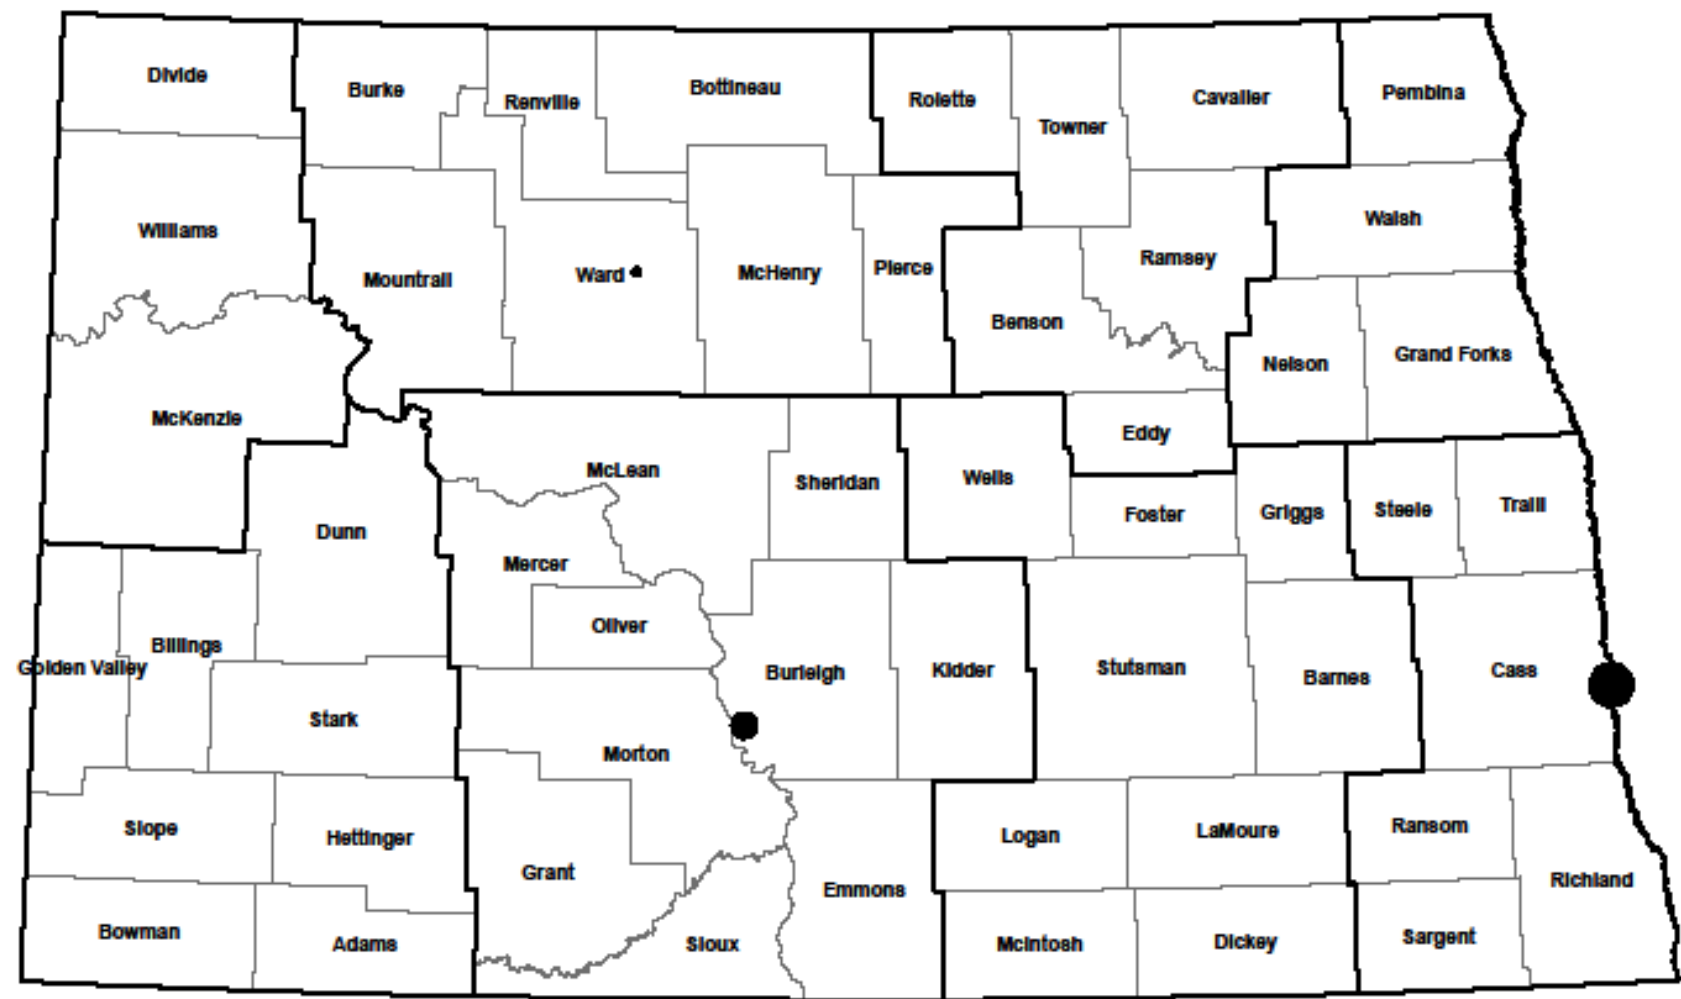 Divide
Burke
Renville
Bottineau
Rolette
Towner
Cavalier
Pembina
Williams
Mountrail
Ward
McHenry
Pierce
Benson
Ramsey
Walsh
Nelson
Grand Forks
McKenzie
McLean
Sheridan
Wells
Eddy
Foster
Griggs
Steele
Traill
Dunn
Mercer
Oliver
Golden Valley
Billings
Stark
Morton
Burleigh
Kidder
Stutsman
Barnes
Cass
Slope
Hettinger
Grant
Emmons
Logan
LaMoure
Ransom
Richland
Bowman
Adams
Sioux
McIntosh
Dickey
Sargent